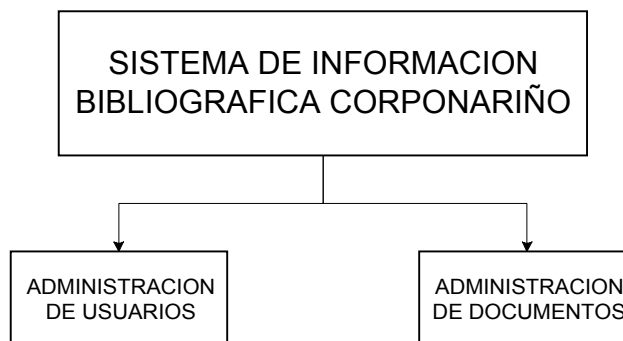 SISTEMA DE INFORMACION
BIBLIOGRAFICA CORPONARIÑO
ADMINISTRACION
DE USUARIOS
ADMINISTRACION
DE DOCUMENTOS